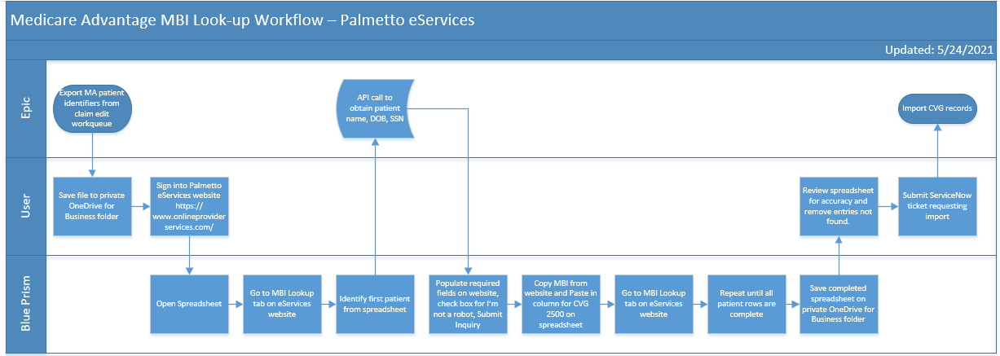 Medicare Advantage MBI Look-up Workflow – Palmetto eServices
Updated: 5/24/2021
Epic
Export MA patient
identifiers from
claim edit
workqueue
API call to
obtain patient
name, DOB, SSN
Import CVG records
User
Save file to private
OneDrive for
Business folder
Sign into Palmetto
eServices website
https://
www.onlineprovider
services.com/
Review spreadsheet
for accuracy and
remove entries not
found.
Submit ServiceNow
ticket requesting
import
Blue Prism
Open Spreadsheet
Go to MBI Lookup
tab on eServices
website
Identify first patient
from spreadsheet
Populate required
fields on website,
check box for I'm
not a robot, Submit
Inquiry
Copy MBI from
website and Paste in
column for CVG
2500 on
spreadsheet
Go to MBI Lookup
tab on eServices
website
Repeat until all
patient rows are
complete
Save completed
spreadsheet on
private OneDrive for
Business folder